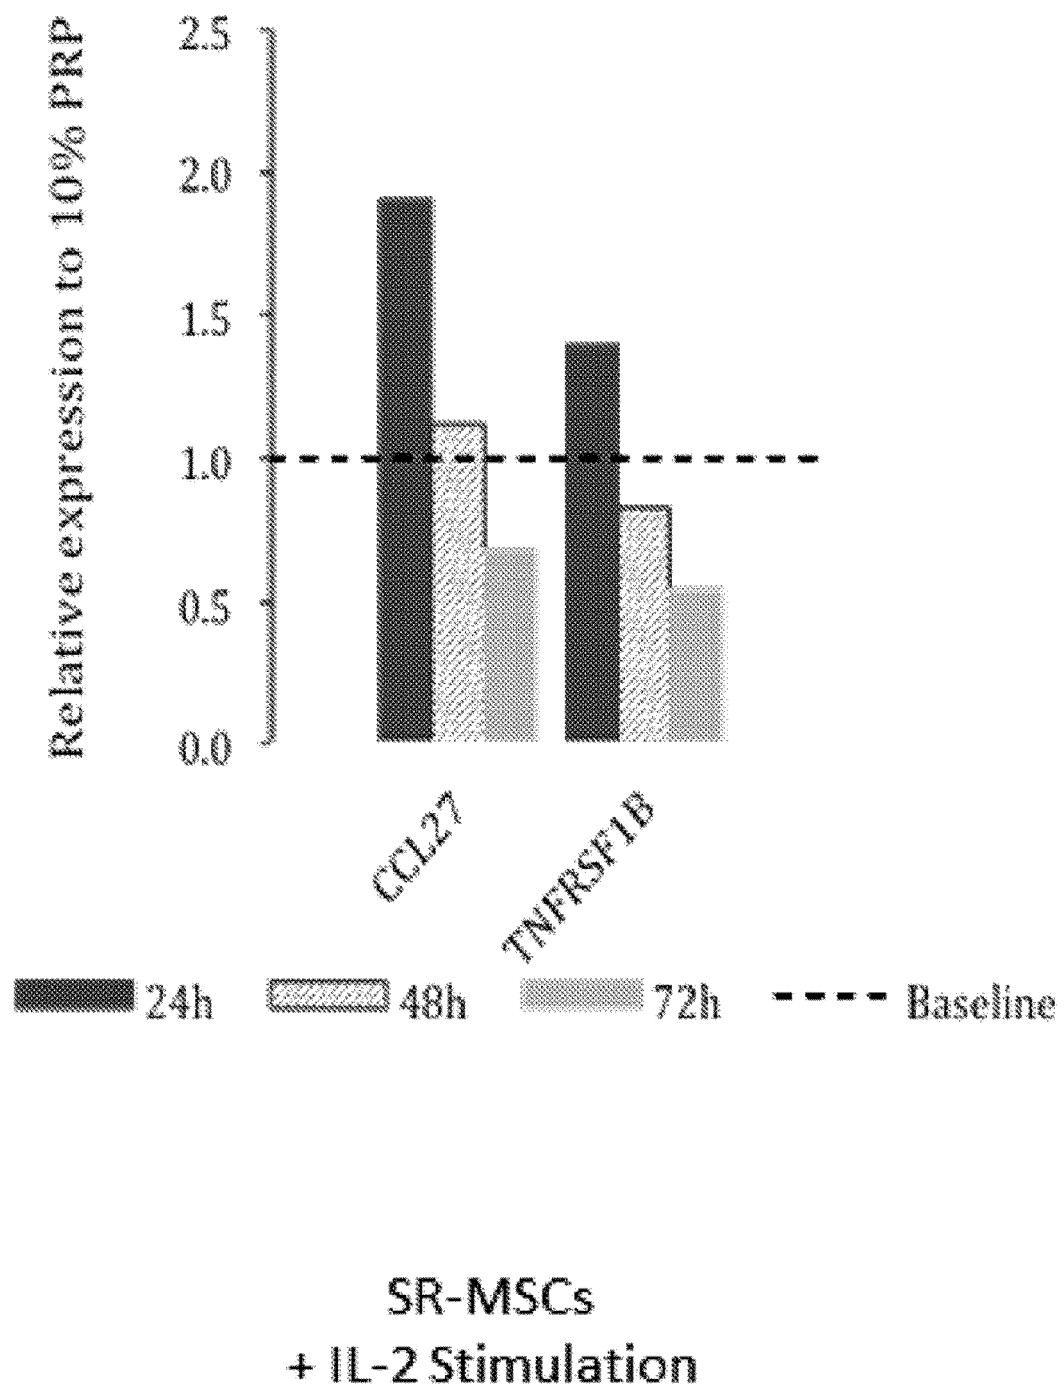 Relative expression to 10% PRP
2.5
2.0
1.5
1.0
0.5
0.0
CCL27
TNFRSF1B
24h
48h
72h
Baseline
SR-MSCs
+ IL-2 Stimulation